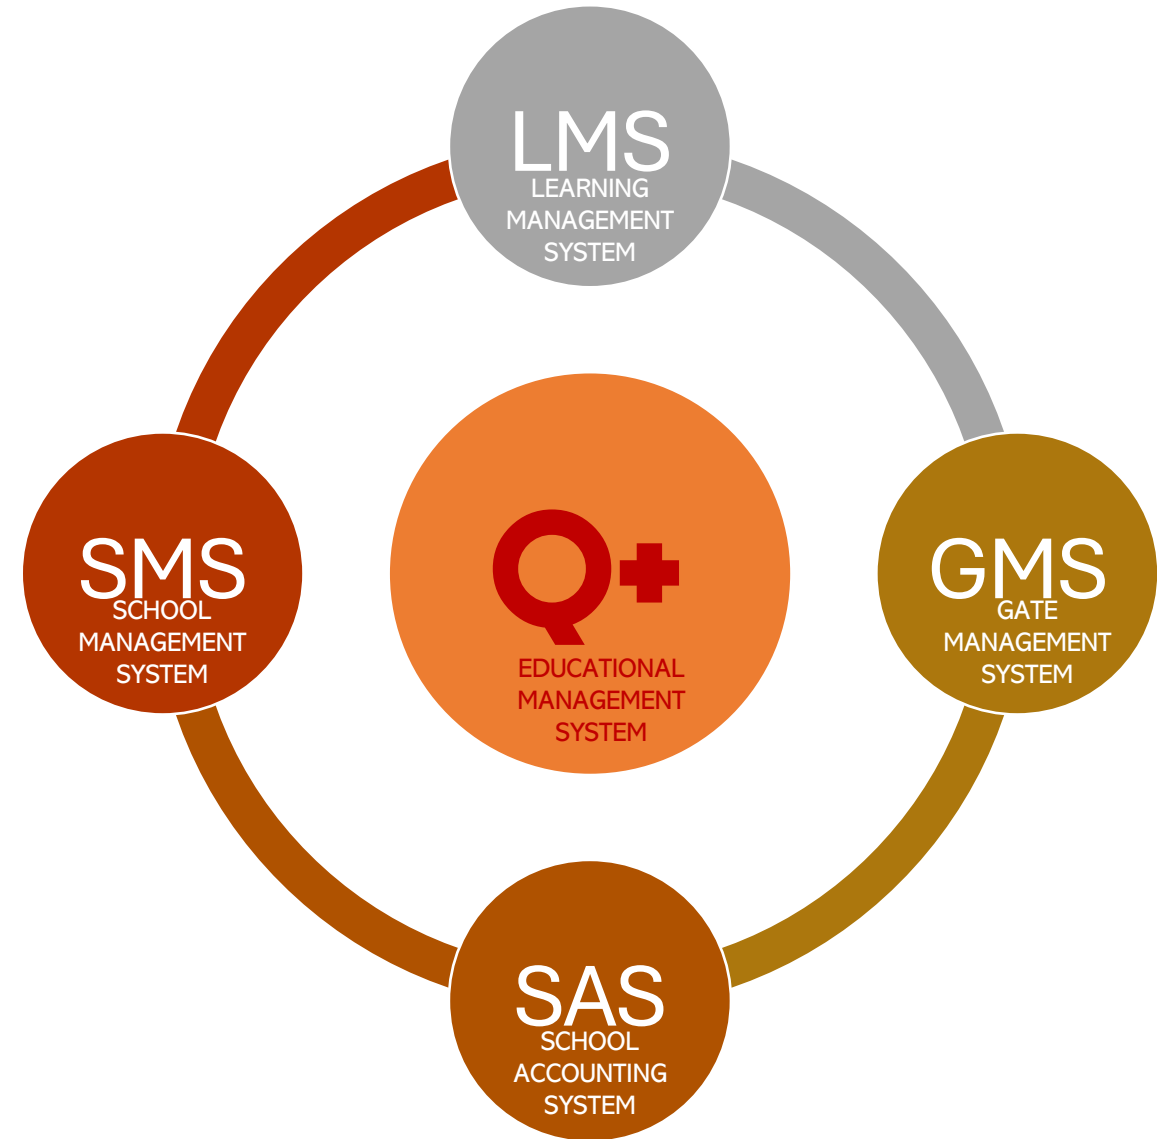 LMS
LEARNING
MANAGEMENT
SYSTEM
SMS
SCHOOL
MANAGEMENT
SYSTEM
Q+
EDUCATIONAL
MANAGEMENT
SYSTEM
GMS
GATE
MANAGEMENT
SYSTEM
SAS
SCHOOL
ACCOUNTING
SYSTEM